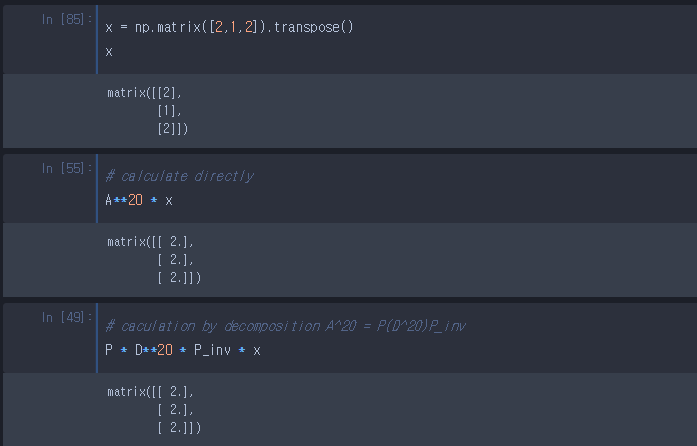 In [85]:
x = np.matrix([2,1,2]).transpose()
x
matrix([[2],
        [1],
        [2]])
In [55]:
# calculate directly
A**20 * x
matrix([[ 2.],
        [ 2.],
        [ 2.]])
In [49]:
# caculation by decomposition A^20 = P(D^20)P_inv
P * D**20 * P_inv * x
matrix([[ 2.],
        [ 2.],
        [ 2.]])